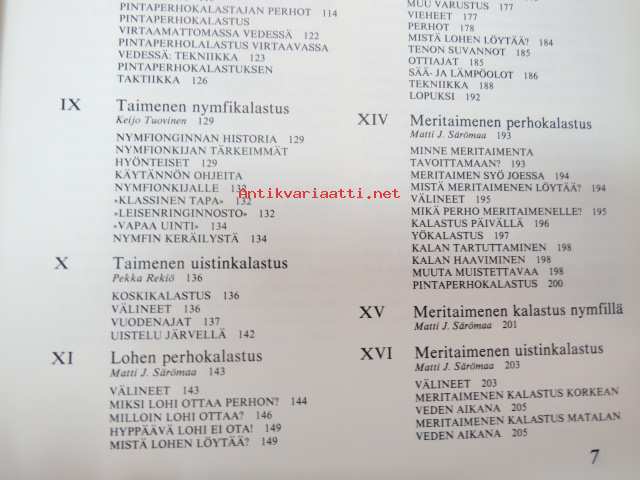 PINTAPERHOKALASTAJAN PERHOT 114
PINTAPERHOKALASTUS
VIRTAAMATTOMASSA VEDESSÄ 122
PINTAPERHOLALASTUS VIRTAAVASSA
VEDESSÄ: TEKNIIKKA 123
PINTAPERHOKALASTUKSEN
TAKTIIKKA 126
IX Taimenen nymfikalastus
Keijo Tuovinen 129
NYMFIONGINNAN HISTORIA 129
NYMFIONKIJAN TÄRKEIMMÄT
HYÖNTEISET 129
KÄYTÄNNÖN OHJEITA
NYMFIONKIJALLE
»KLASSINEN TAPA» 132
»LEISENRINGINNOSTO» 132
»VAPAA UINTI» 134
NYMFIN KERÄILYSTÄ 134
X Taimenen uistinkalastus
Pekka Rekiö 136
KOSKIKALASTUS 136
VÄLINEET 136
VUODENAJAT 137
UISTELU JÄRVELLÄ 142
XI Lohen perhokalastus
Matti J. Särömaa 143
VÄLINEET 143
MIKSI LOHI OTTAA PERHON? 144
MILLOIN LOHI OTTAA? 146
HYPPÄÄVÄ LOHI EI OTA! 149
MISTÄ LOHEN LÖYTÄÄ? 149
MUU VARUSTUS 177
VIEHEET 177
PERHOT 178
MISTÄ LOHEN LÖYTÄÄ? 184
TENON SUVANNOT 185
OTTIAJAT 185
SÄÄ- JA LÄMPÖOLOT 186
TEKNIIKKA 188
LOPUKSI 192
XIV Meritaimenen perhokalastus
Matti J. Särömaa 193
MINNE MERITAIMENTA
TAVOITTAMAAN? 193
MERITAIMEN SYÖ JOESSA 194
MISTÄ MERITAIMENEN LÖYTÄÄ? 194
VÄLINEET 195
MIKÄ PERHO MERITAIMENELLE? 195
KALASTUS PÄIVÄLLÄ 196
YÖKALASTUS 197
KALAN TARTUTTAMINEN 198
KALAN HAAVIMINEN 198
MUUTA MUISTETTAVAA 198
PINTAPERHOKALASTUS 200
XV Meritaimenen kalastus nymfillä
Matti J. Särömaa 201
XVI Meritaimenen uistinkalastus
Matti J. Särömaa 203
VÄLINEET 203
MERITAIMENEN KALASTUS KORKEAN
VEDEN AIKANA 205
MERITAIMENEN KALASTUS MATALAN
VEDEN AIKANA 205
7
Antikvariaatti.net